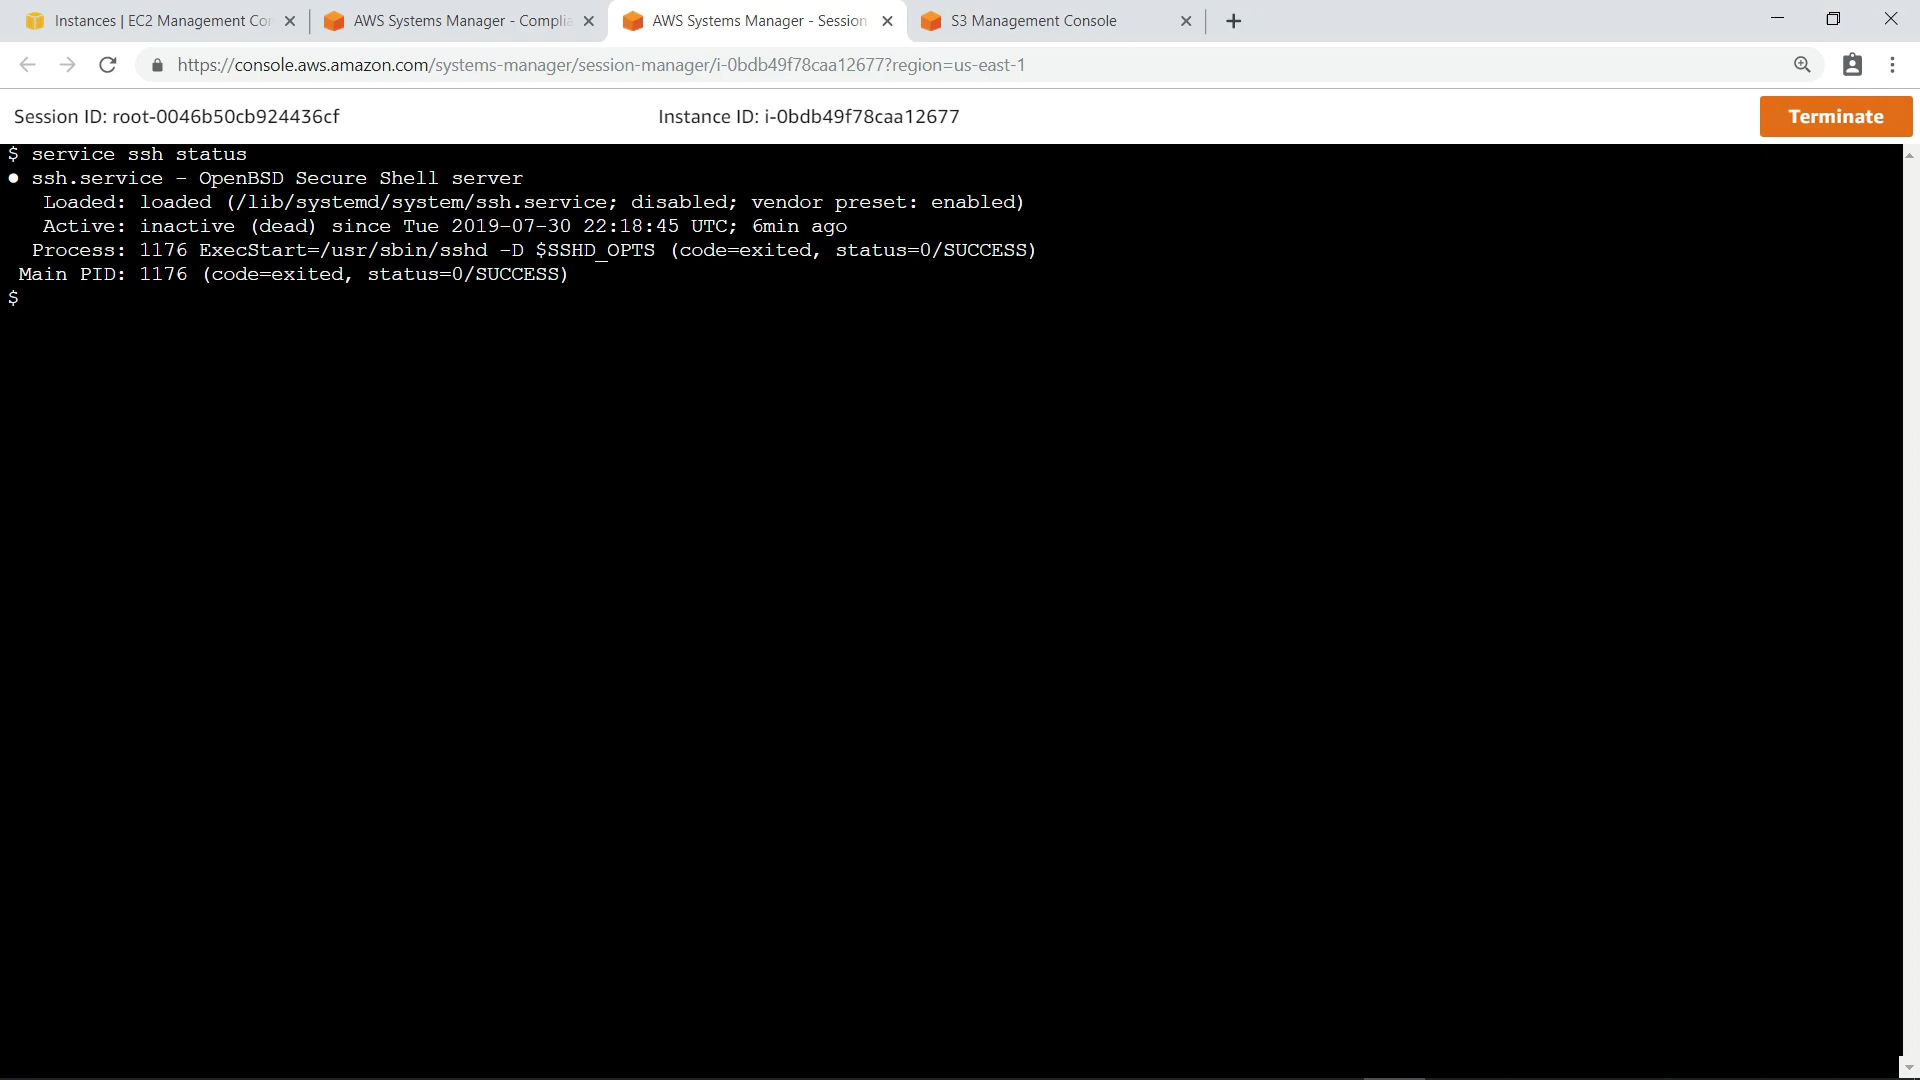 Instances | EC2 Management Co
AWS Systems Manager - Complia
AWS Systems Manager - Session
S3 Management Console
https://console.aws.amazon.com/systems-manager/session-manager/i-0bdb49f78caa12677?region=us-east-1
Session ID: root-0046b50cb924436cf
Instance ID: i-0bdb49f78caa12677
Terminate
$ service ssh status
● ssh.service - OpenBSD Secure Shell server
Loaded: loaded (/lib/systemd/system/ssh.service; disabled; vendor preset: enabled)
Active: inactive (dead) since Tue 2019-07-30 22:18:45 UTC; 6min ago
Process: 1176 ExecStart=/usr/sbin/sshd -D $SSHD_OPTS (code=exited, status=0/SUCCESS)
Main PID: 1176 (code=exited, status=0/SUCCESS)
$